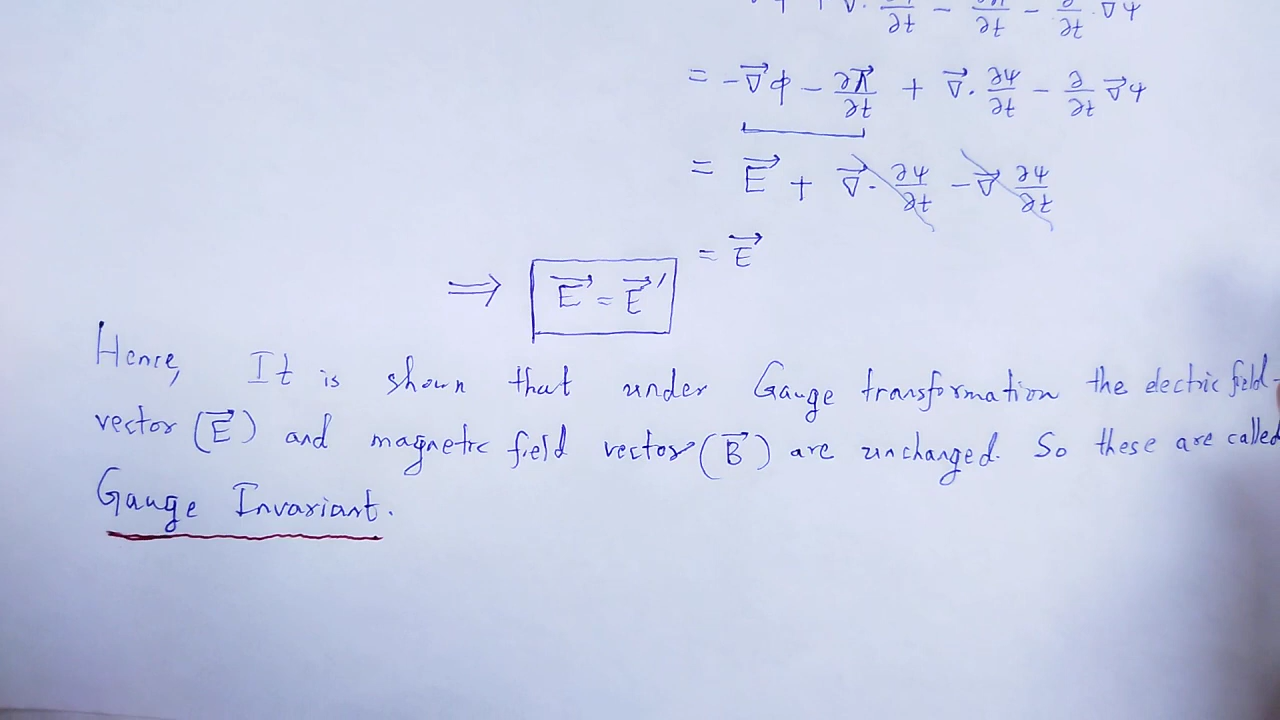 ∂t − ∂t − ∂/∂t ∇⃗ψ
= −∇⃗ϕ − ∂A⃗/∂t + ∇⃗. ∂ψ/∂t − ∂/∂t ∇⃗ψ
= E⃗ + ∇⃗. ∂ψ/∂t − ∇⃗ ∂ψ/∂t
= E⃗
⟹ E⃗ = E⃗′
Hence, It is shown that under Gauge transformation the electric field-
vector (E⃗) and magnetic field vector (B⃗) are unchanged. So these are called
Gauge Invariant.